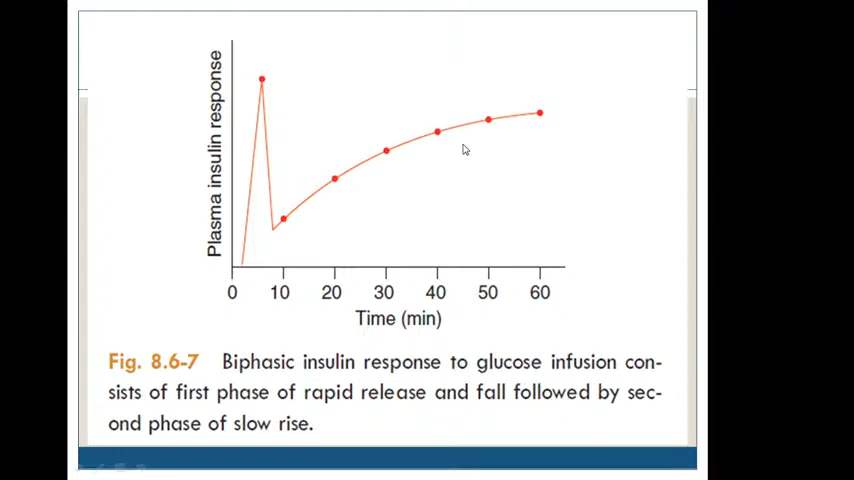 Plasma insulin response
0 10 20 30 40 50 60
Time (min)
Fig. 8.6-7 Biphasic insulin response to glucose infusion con-
sists of first phase of rapid release and fall followed by sec-
ond phase of slow rise.